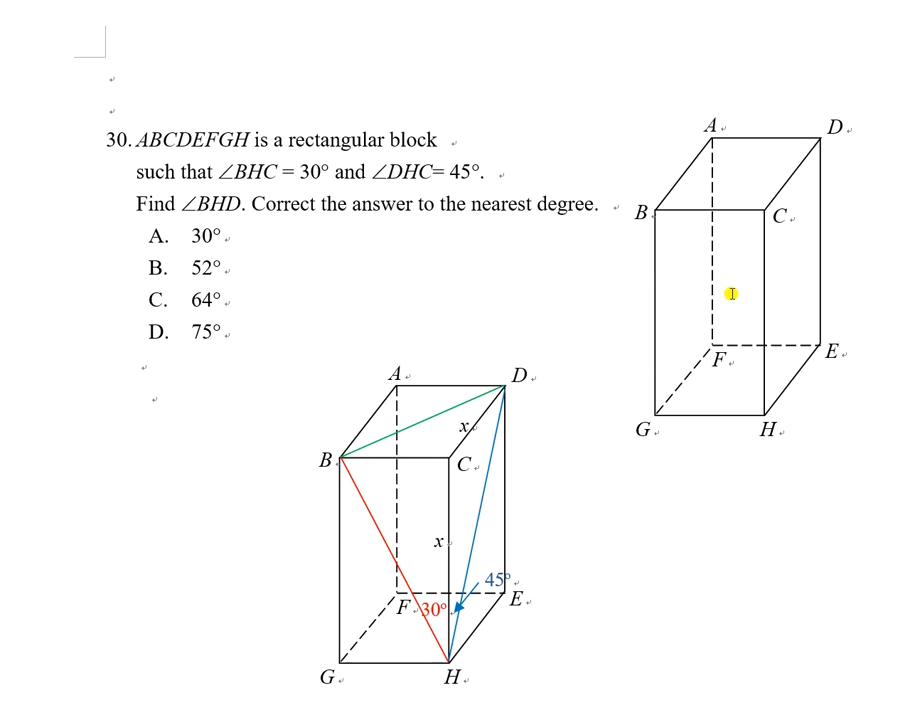 30. ABCDEFGH is a rectangular block
such that ∠BHC = 30° and ∠DHC= 45°.
Find ∠BHD. Correct the answer to the nearest degree.
A. 30°
B. 52°
C. 64°
D. 75°
A
D
B
C
F
E
G
H
A
D
x
B
C
x
45°
F
30°
E
G
H